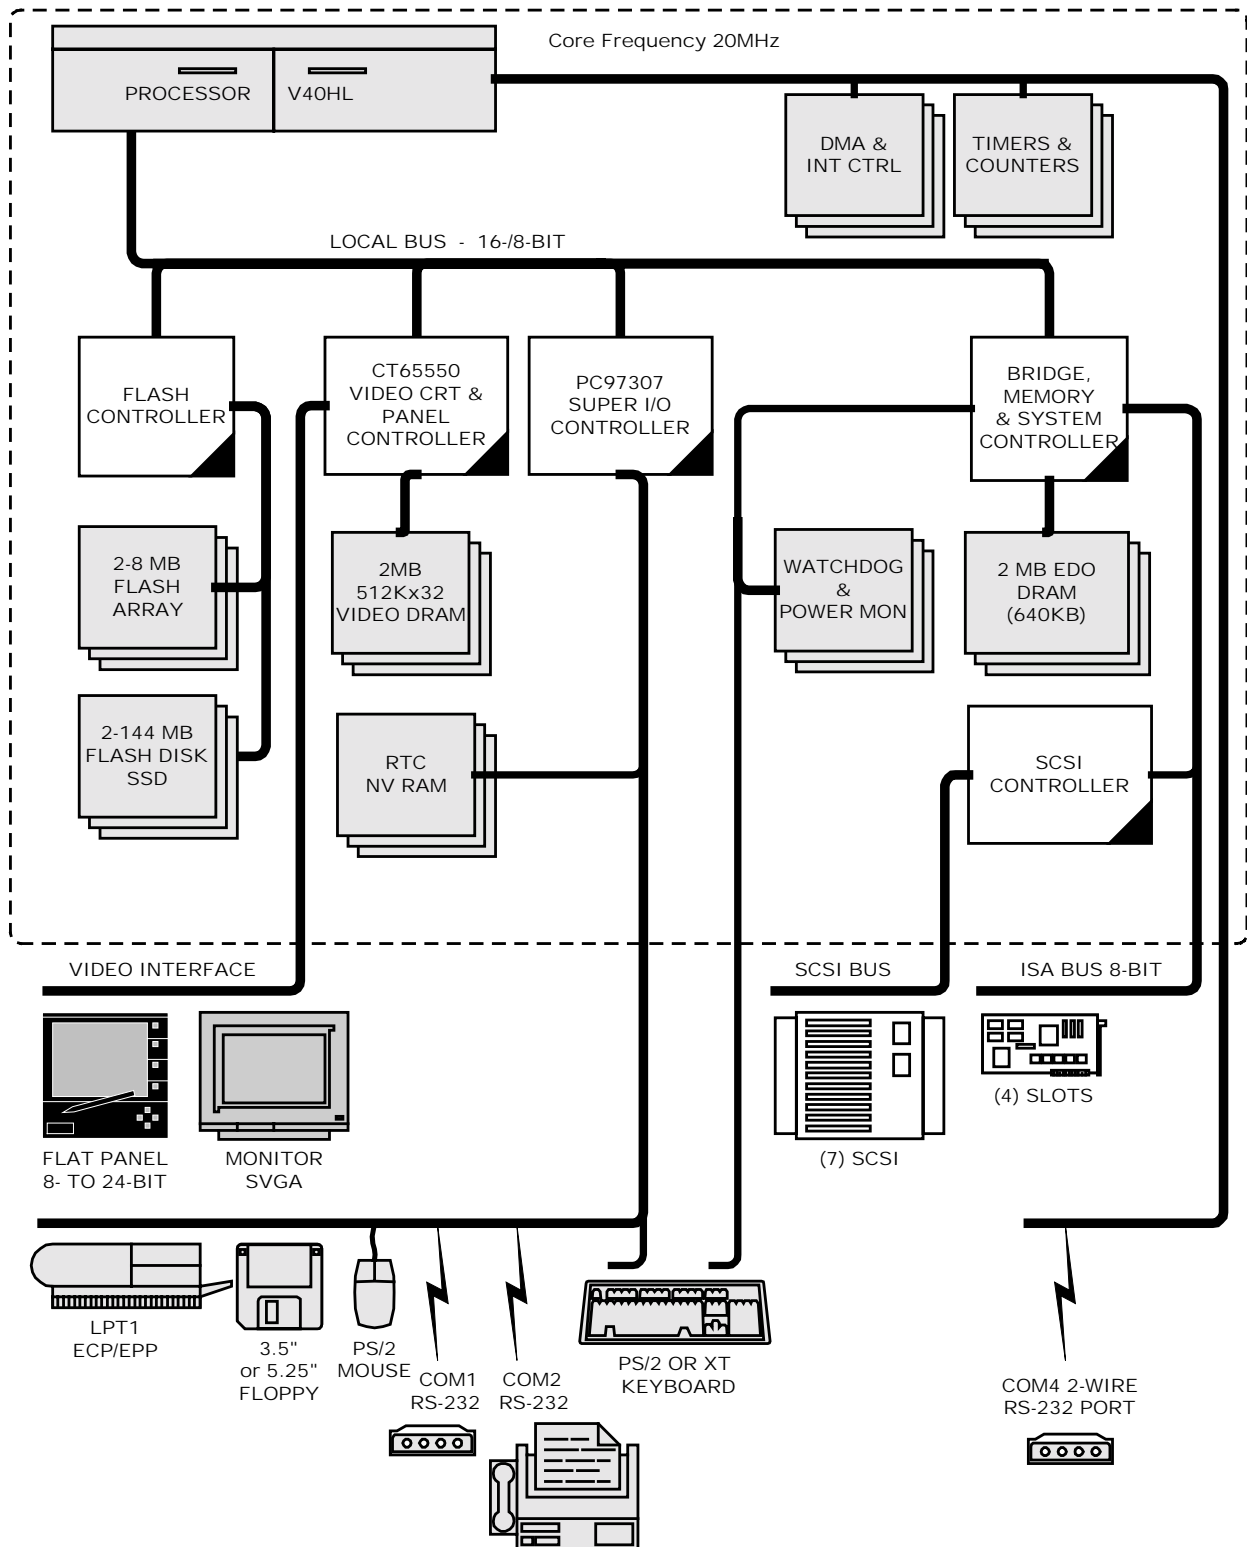 Core Frequency 20MHz
PROCESSOR
V40HL
DMA &
INT CTRL
TIMERS &
COUNTERS
LOCAL BUS - 16-/8-BIT
FLASH
CONTROLLER
CT65550
VIDEO CRT &
PANEL
CONTROLLER
PC97307
SUPER I/O
CONTROLLER
BRIDGE,
MEMORY
& SYSTEM
CONTROLLER
2-8 MB
FLASH
ARRAY
2MB
512Kx32
VIDEO DRAM
WATCHDOG
&
POWER MON
2 MB EDO
DRAM
(640KB)
2-144 MB
FLASH DISK
SSD
RTC
NV RAM
SCSI
CONTROLLER
VIDEO INTERFACE
SCSI BUS
ISA BUS 8-BIT
FLAT PANEL
8- TO 24-BIT
MONITOR
SVGA
(7) SCSI
(4) SLOTS
LPT1
ECP/EPP
3.5"
or 5.25"
FLOPPY
PS/2
MOUSE
COM1
RS-232
COM2
RS-232
PS/2 OR XT
KEYBOARD
COM4 2-WIRE
RS-232 PORT